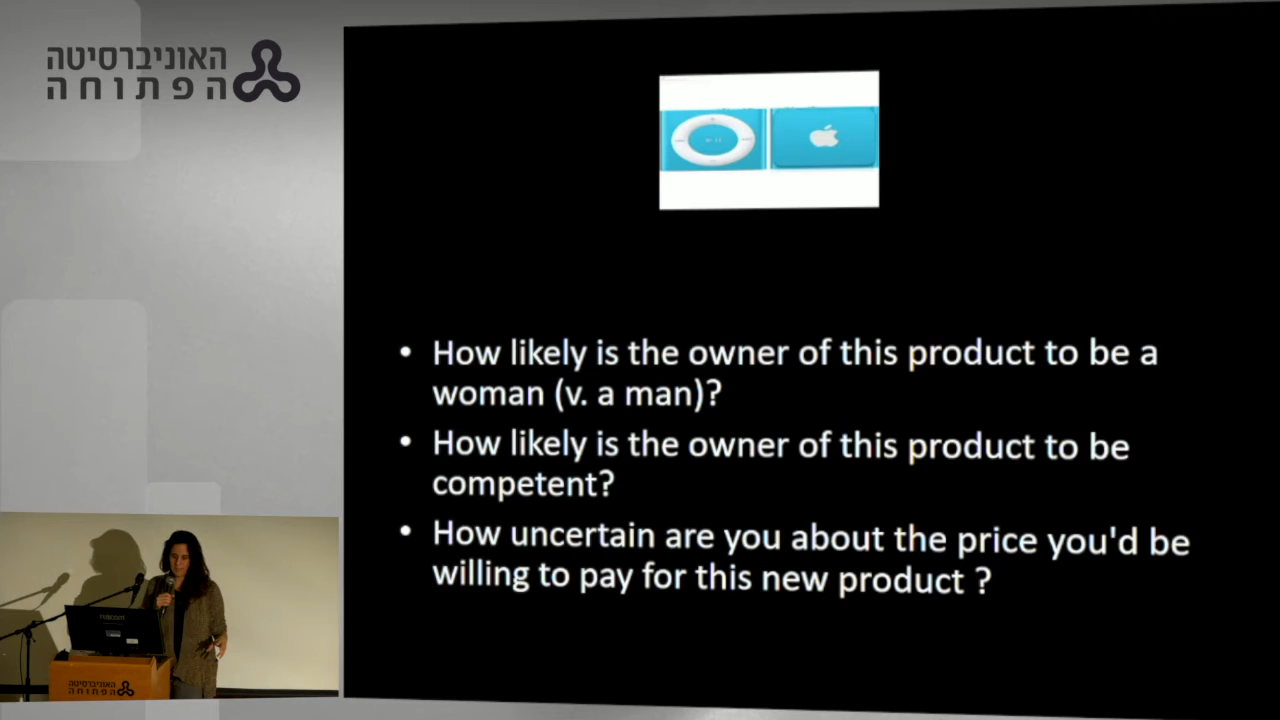 האוניברסיטה
הפתוחה
• How likely is the owner of this product to be a
woman (v. a man)?
• How likely is the owner of this product to be
competent?
• How uncertain are you about the price you'd be
willing to pay for this new product ?
האוניברסיטה
הפתוחה